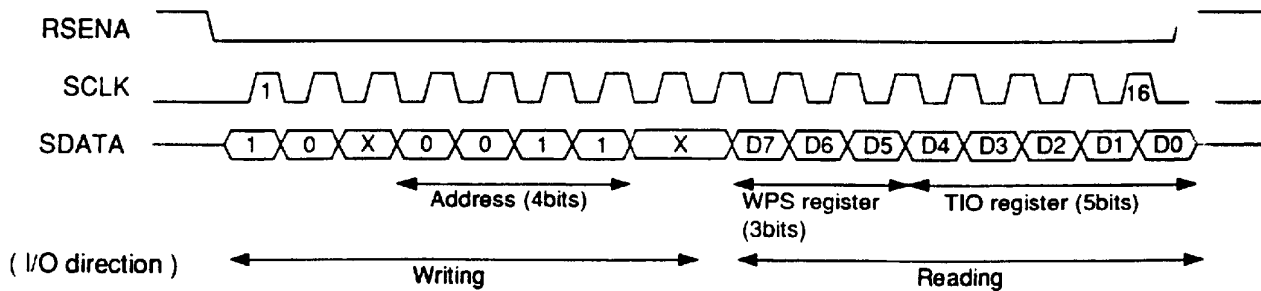 RSENA
SCLK 1 16
SDATA 1 0 X 0 0 1 1 X D7 D6 D5 D4 D3 D2 D1 D0
Address (4bits) WPS register TIO register (5bits)
(3bits)
( I/O direction ) Writing Reading